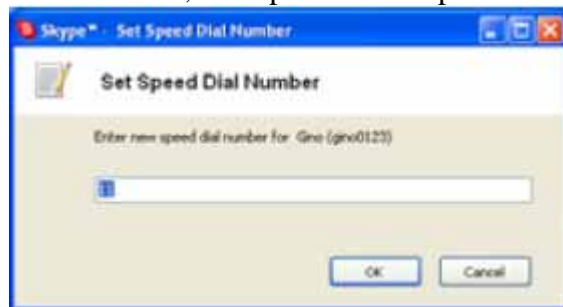 Skype™ - Set Speed Dial Number
Set Speed Dial Number
Enter new speed dial number for Gino (gino0123)
OK
Cancel